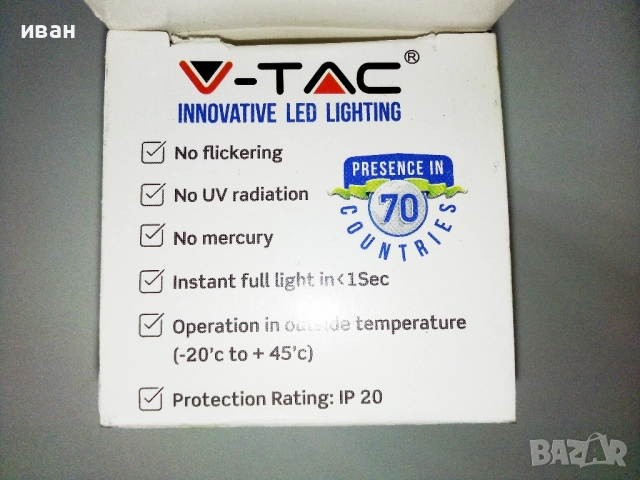 иван
V-TAC®
INNOVATIVE LED LIGHTING
No flickering
No UV radiation
No mercury
Instant full light in<1Sec
Operation in outside temperature
(-20'c to + 45'c)
Protection Rating: IP 20
PRESENCE IN
70
COUNTRIES
BAZAR